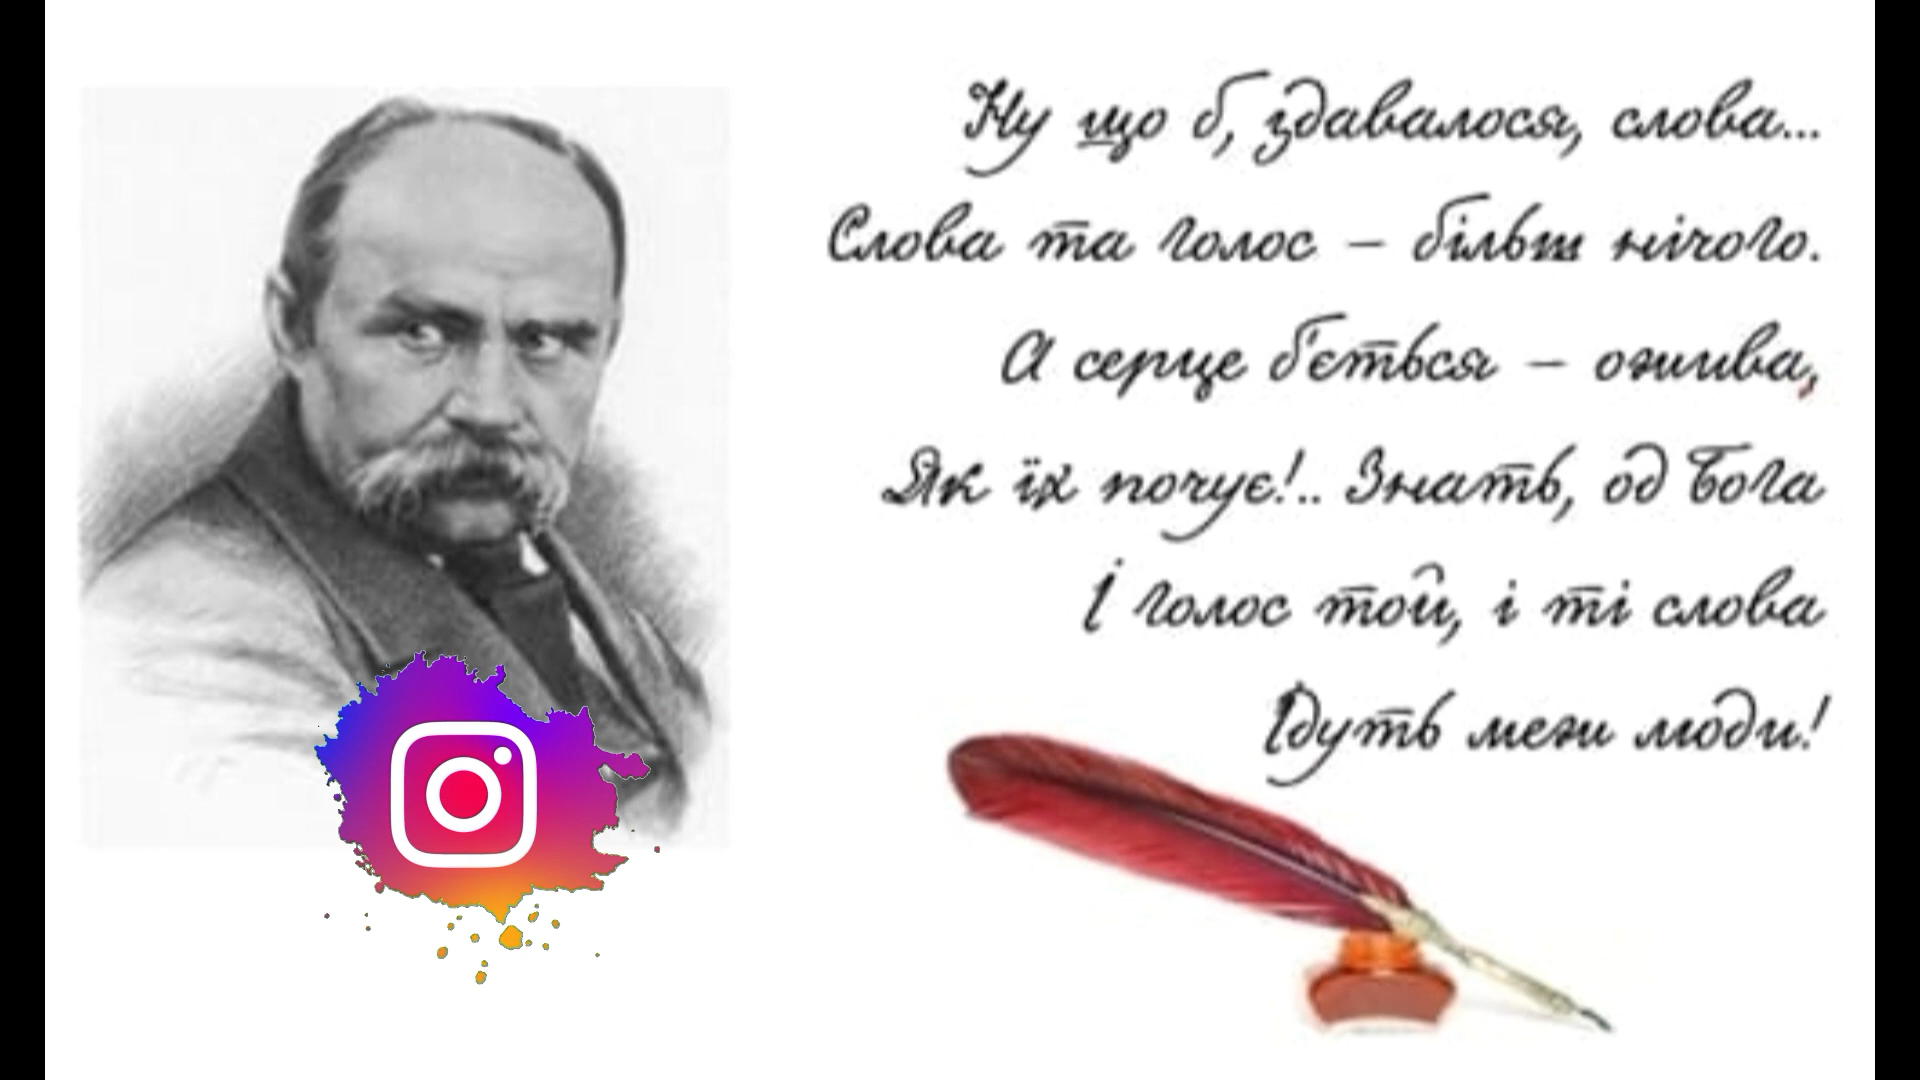 Ну що б, здавалося, слова...
Слова та голос – більш нічого.
А серце б'ється – ожива,
Як їх почує!.. Знать, од Бога
І голос той, і ті слова
Ідуть меж люди!